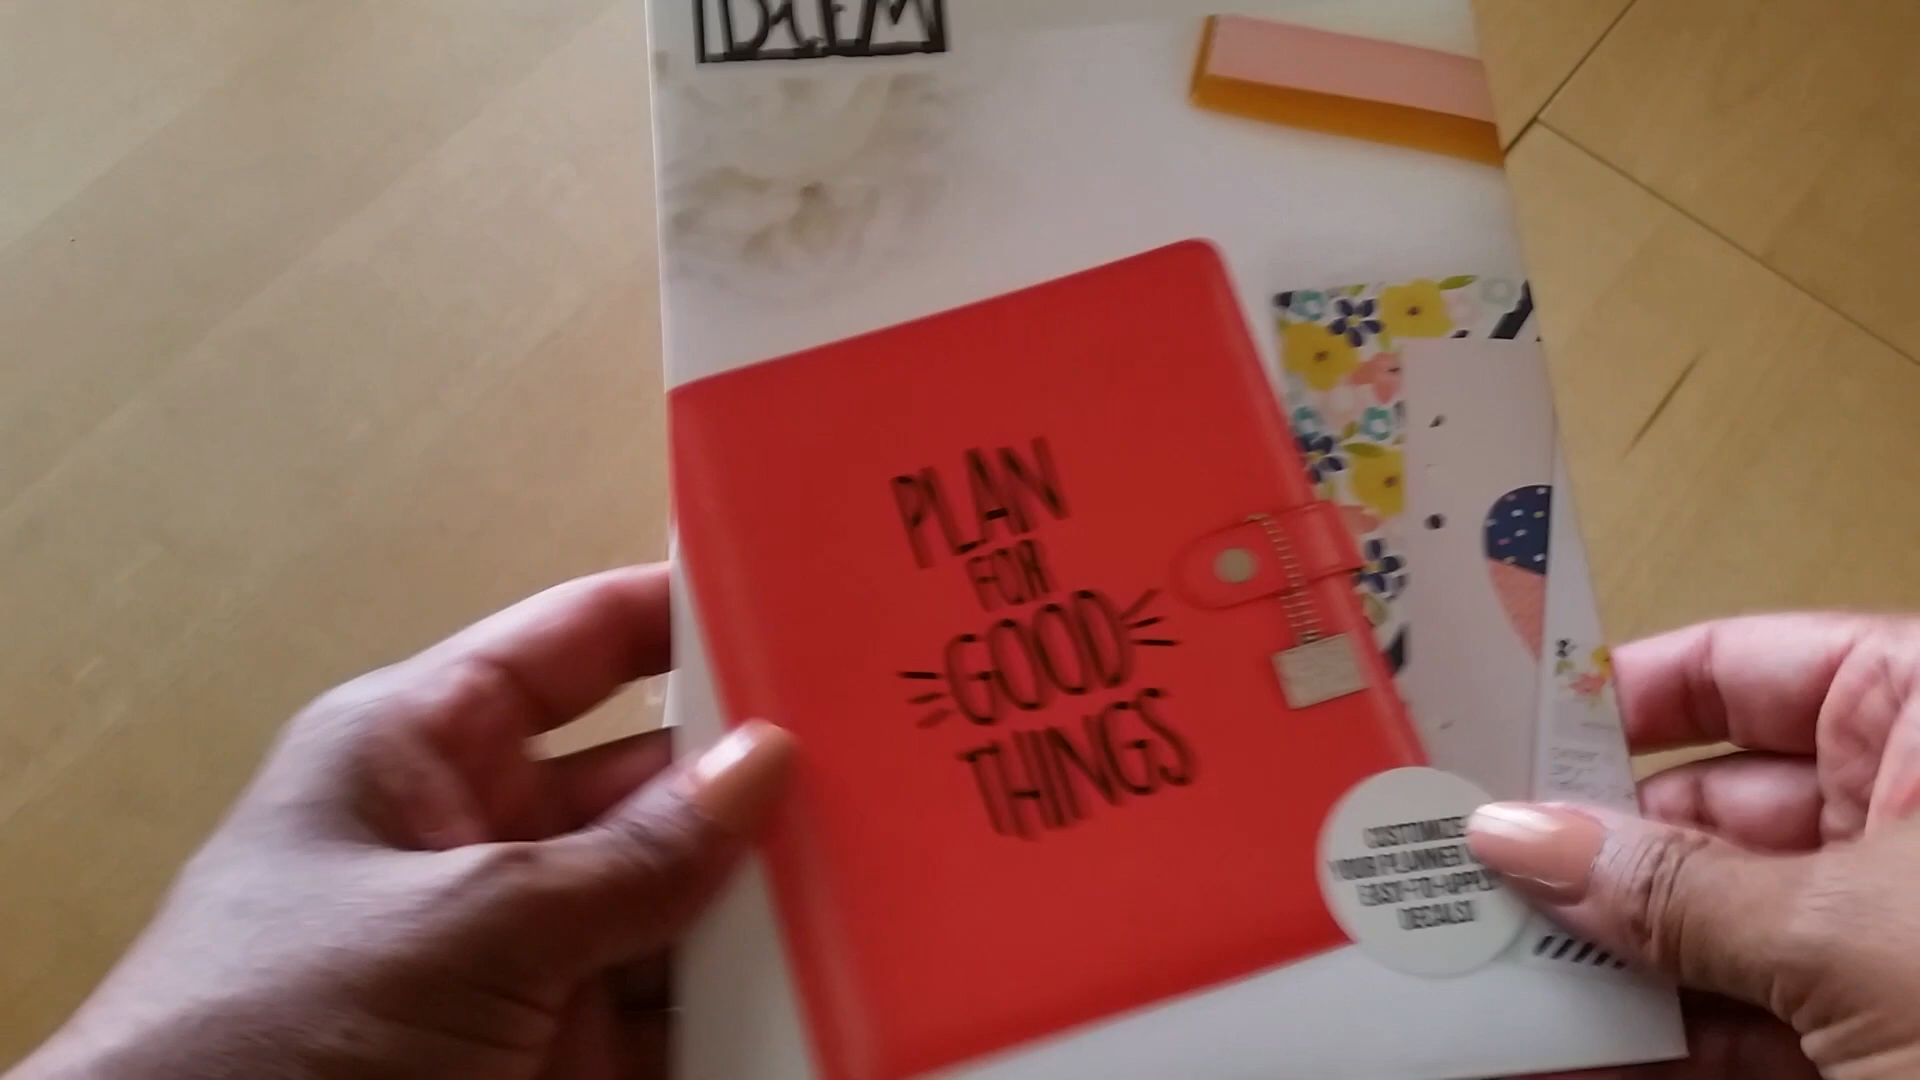 PLAN
FOR
GOOD
THINGS
CUSTOMIZE
YOUR PLANNER
EASY-TO-APPLY
DECALS!